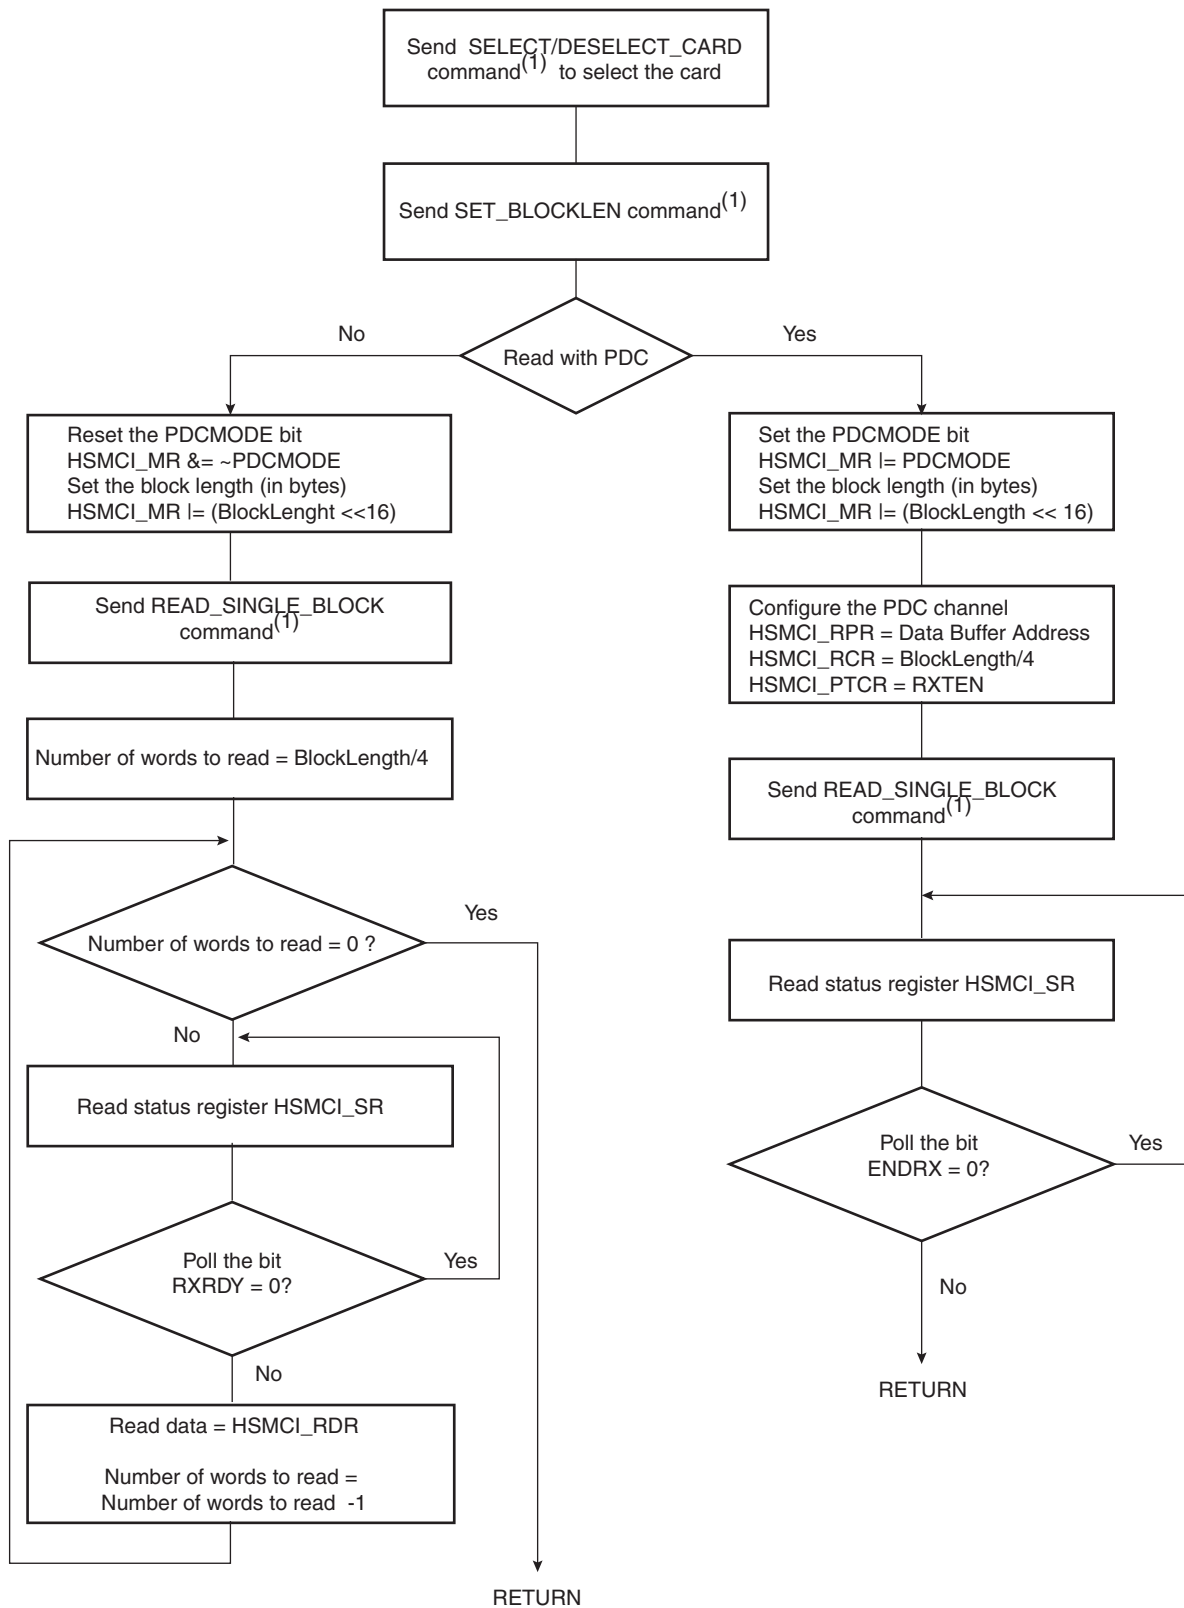 Send SELECT/DESELECT_CARD
command(1) to select the card
Send SET_BLOCKLEN command(1)
No
Yes
Read with PDC
Reset the PDCMODE bit
HSMCI_MR &= ~PDCMODE
Set the block length (in bytes)
HSMCI_MR |= (BlockLenght <<16)
Send READ_SINGLE_BLOCK
command(1)
Number of words to read = BlockLength/4
Number of words to read = 0 ?
Yes
No
Read status register HSMCI_SR
Poll the bit
RXRDY = 0?
Yes
No
Read data = HSMCI_RDR
Number of words to read =
Number of words to read -1
RETURN
Set the PDCMODE bit
HSMCI_MR |= PDCMODE
Set the block length (in bytes)
HSMCI_MR |= (BlockLength << 16)
Configure the PDC channel
HSMCI_RPR = Data Buffer Address
HSMCI_RCR = BlockLength/4
HSMCI_PTCR = RXTEN
Send READ_SINGLE_BLOCK
command(1)
Read status register HSMCI_SR
Poll the bit
ENDRX = 0?
Yes
No
RETURN